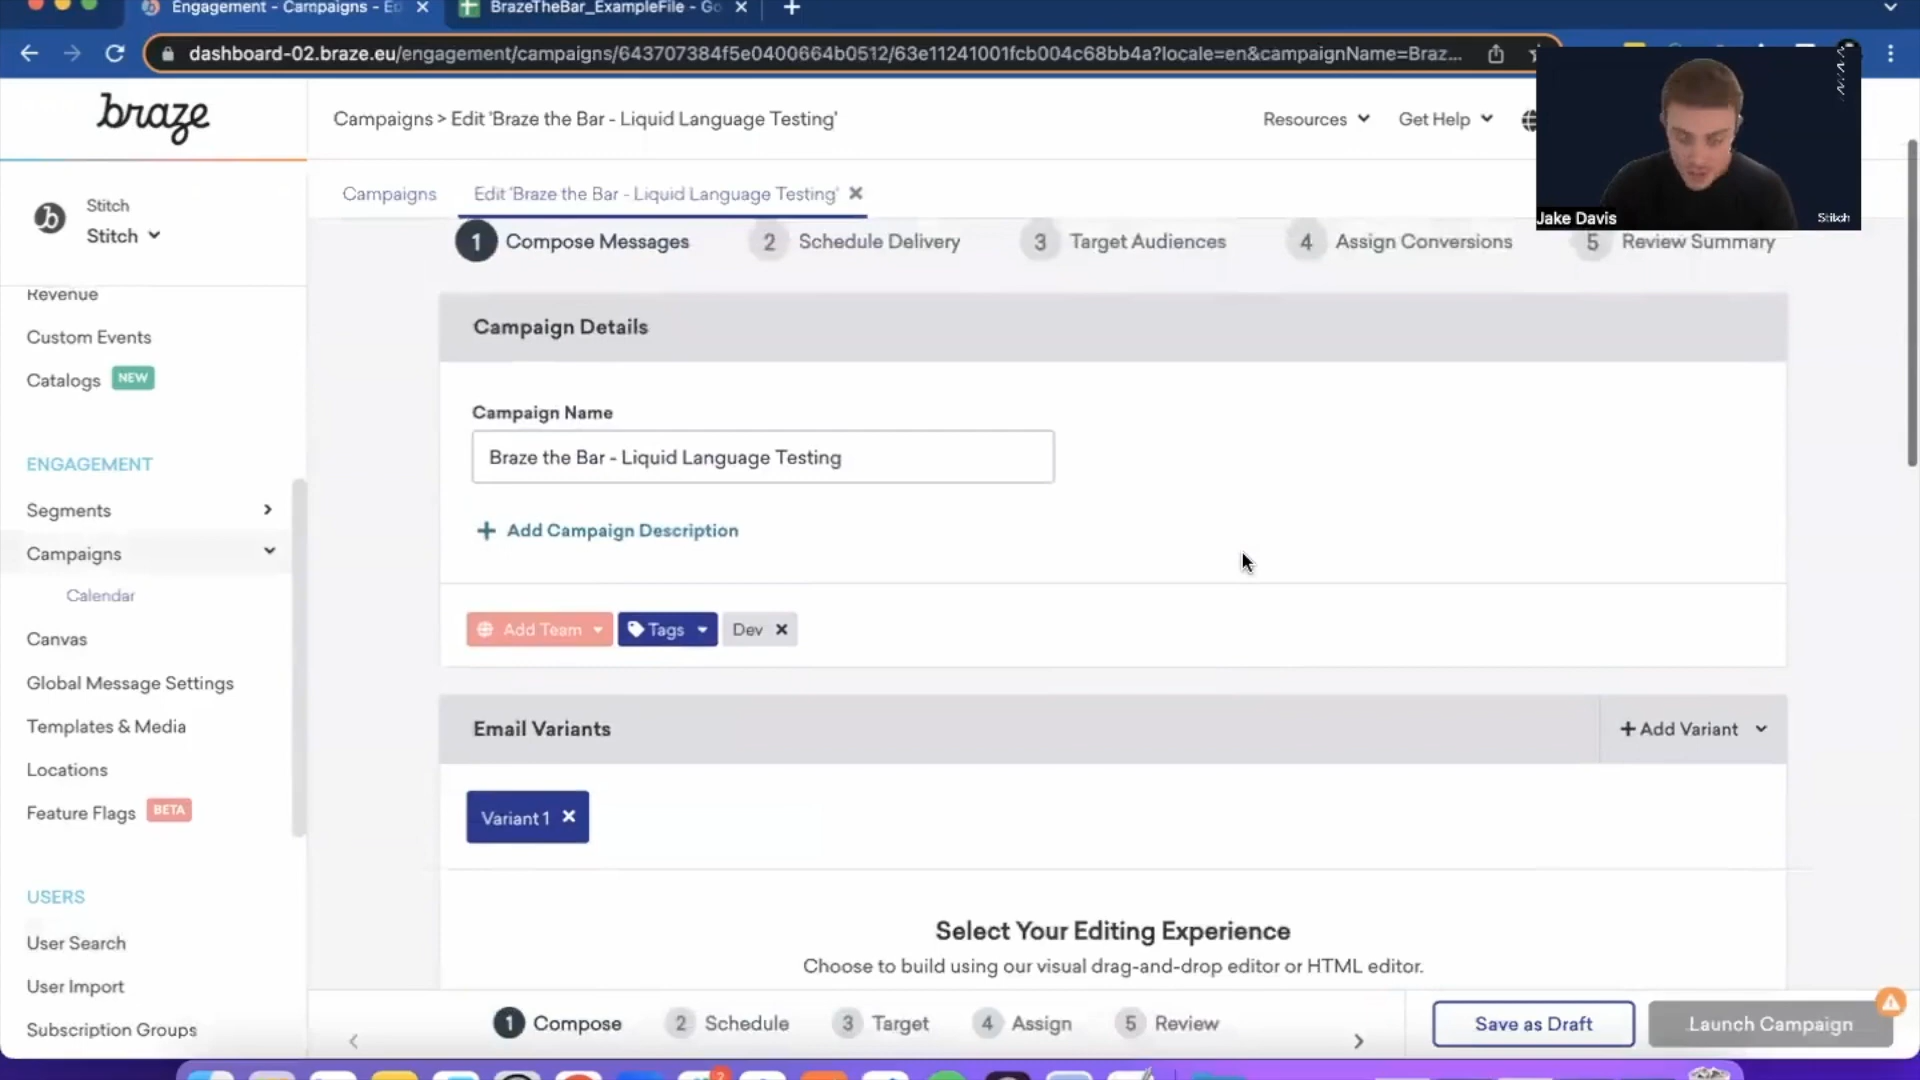 Engagement - Campaigns - Ed
BrazeTheBar_ExampleFile - Go
dashboard-02.braze.eu/engagement/campaigns/643707384f5e0400664b0512/63e11241001fcb004c68bb4a?locale=en&campaignName=Braz...
braze
Campaigns > Edit 'Braze the Bar - Liquid Language Testing'
Resources
Get Help
Jake Davis
Stitch
Stitch
Stitch
Campaigns
Edit 'Braze the Bar - Liquid Language Testing'
1 Compose Messages
2 Schedule Delivery
3 Target Audiences
4 Assign Conversions
5 Review Summary
Revenue
Custom Events
Catalogs NEW
ENGAGEMENT
Segments
Campaigns
Calendar
Canvas
Global Message Settings
Templates & Media
Locations
Feature Flags BETA
USERS
User Search
User Import
Subscription Groups
Campaign Details
Campaign Name
Braze the Bar - Liquid Language Testing
+ Add Campaign Description
Add Team
Tags
Dev
Email Variants
+ Add Variant
Variant 1
Select Your Editing Experience
Choose to build using our visual drag-and-drop editor or HTML editor.
1 Compose
2 Schedule
3 Target
4 Assign
5 Review
Save as Draft
Launch Campaign
2